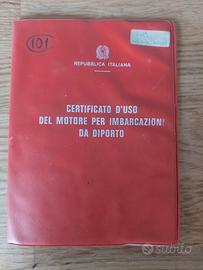 101
REPUBBLICA ITALIANA
CERTIFICATO D'USO
DEL MOTORE PER IMBARCAZIONI
DA DIPORTO
subito